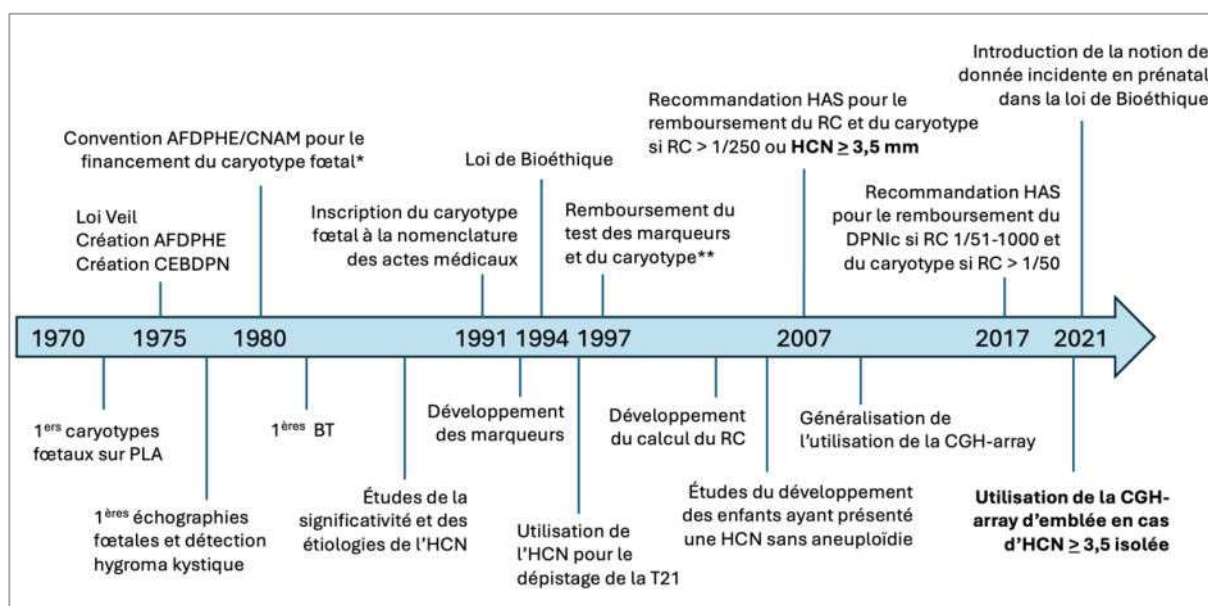 Introduction de la notion de
donnée incidente en prénatal
dans la loi de Bioéthique
Recommandation HAS pour le
remboursement du RC et du caryotype
si RC > 1/250 ou HCN ≥ 3,5 mm
Convention AFDPHE/CNAM pour le
financement du caryotype fœtal*
Loi de Bioéthique
Recommandation HAS
pour le remboursement du
DPNIc si RC 1/51-1000 et
du caryotype si RC > 1/50
Loi Veil
Création AFDPHE
Création CEBDPN
Inscription du caryotype
fœtal à la nomenclature
des actes médicaux
Remboursement du
test des marqueurs
et du caryotype**
1970 1975 1980 1991 1994 1997 2007 2017 2021
1ers caryotypes
fœtaux sur PLA
1ères BT
Développement
des marqueurs
Développement
du calcul du RC
Généralisation de
l’utilisation de la CGH-array
1ères échographies
fœtales et détection
hygroma kystique
Études de la
significativité et des
étiologies de l’HCN
Utilisation de
l’HCN pour le
dépistage de la T21
Études du développement
des enfants ayant présenté
une HCN sans aneuploïdie
Utilisation de la CGH-
array d’emblée en cas
d’HCN ≥ 3,5 isolée